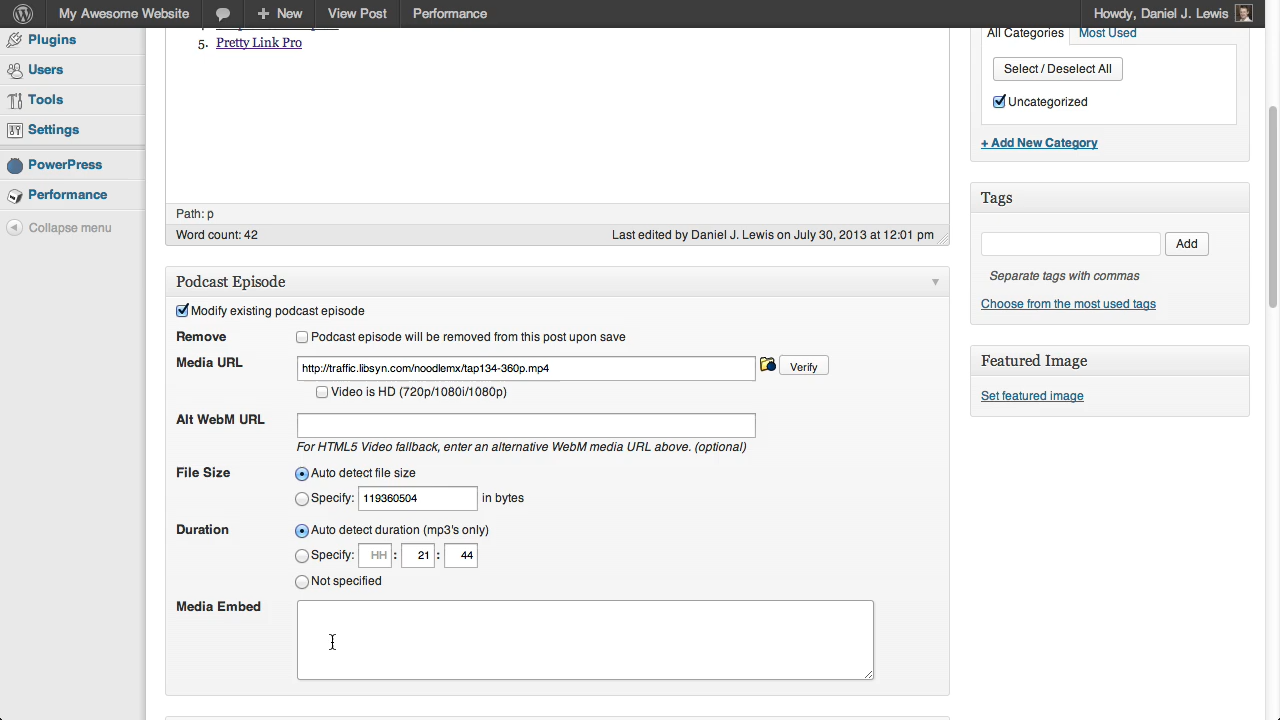 My Awesome Website
New
View Post
Performance
Howdy, Daniel J. Lewis
Plugins
Users
Tools
Settings
PowerPress
Performance
Collapse menu
5. Pretty Link Pro
Path: p
Word count: 42
Last edited by Daniel J. Lewis on July 30, 2013 at 12:01 pm
Podcast Episode
Modify existing podcast episode
Remove
Podcast episode will be removed from this post upon save
Media URL
http://traffic.libsyn.com/noodlemx/tap134-360p.mp4
Verify
Video is HD (720p/1080i/1080p)
Alt WebM URL
For HTML5 Video fallback, enter an alternative WebM media URL above. (optional)
File Size
Auto detect file size
Specify: 119360504 in bytes
Duration
Auto detect duration (mp3's only)
Specify: HH : 21 : 44
Not specified
Media Embed
All Categories
Most Used
Select / Deselect All
Uncategorized
+ Add New Category
Tags
Add
Separate tags with commas
Choose from the most used tags
Featured Image
Set featured image